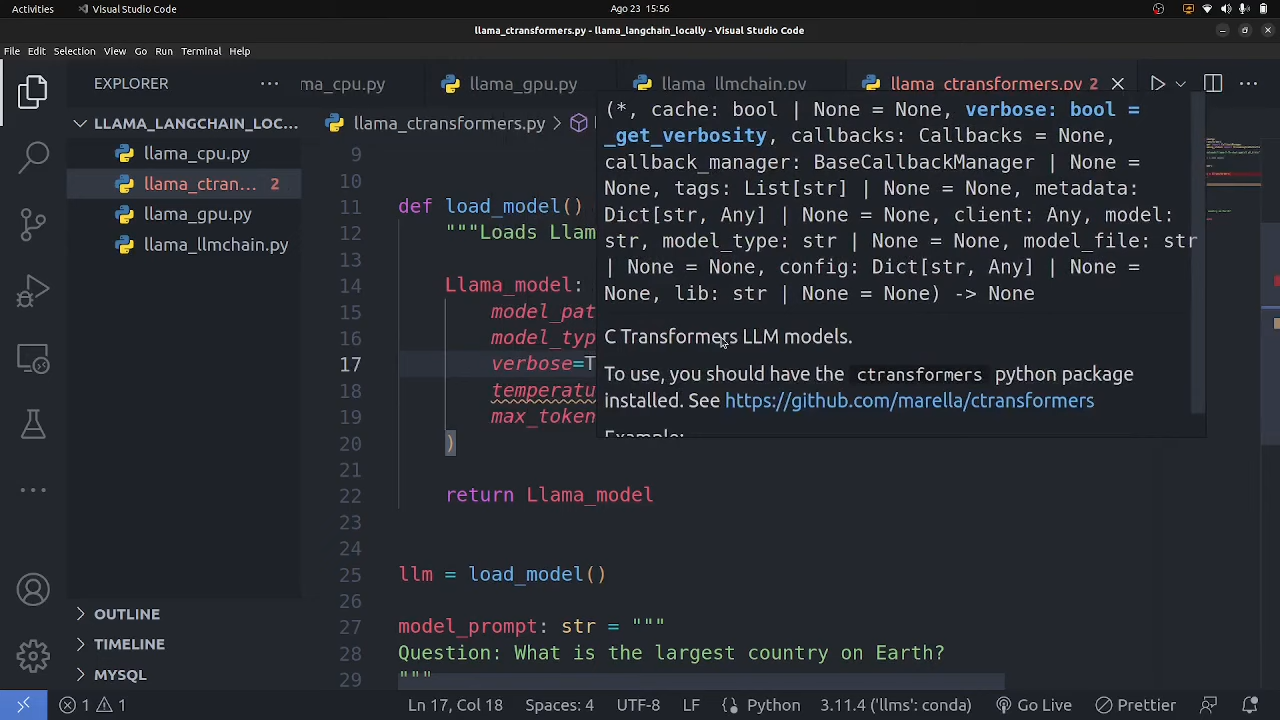 Activities
Visual Studio Code
Ago 23 15:56
llama_ctransformers.py - llama_langchain_locally - Visual Studio Code
File Edit Selection View Go Run Terminal Help
EXPLORER
ma_cpu.py
llama_gpu.py
llama_llmchain.py
llama_ctransformers.py 2
LLAMA_LANGCHAIN_LOC...
llama_cpu.py
llama_ctran... 2
llama_gpu.py
llama_llmchain.py
OUTLINE
TIMELINE
MYSQL
llama_ctransformers.py
9
10
11 def load_model()
12 """Loads Llam
13
14 Llama_model:
15 model_pat
16 model_typ
17 verbose=T
18 temperatu
19 max_token
20 )
21
22 return Llama_model
23
24
25 llm = load_model()
26
27 model_prompt: str = """
28 Question: What is the largest country on Earth?
29 """
(*, cache: bool | None = None, verbose: bool =
_get_verbosity, callbacks: Callbacks = None,
callback_manager: BaseCallbackManager | None =
None, tags: List[str] | None = None, metadata:
Dict[str, Any] | None = None, client: Any, model:
str, model_type: str | None = None, model_file: str
| None = None, config: Dict[str, Any] | None =
None, lib: str | None = None) -> None
C Transformers LLM models.
To use, you should have the ctransformers python package
installed. See https://github.com/marella/ctransformers
Example:
1 1
Ln 17, Col 18
Spaces: 4
UTF-8
LF
Python
3.11.4 ('llms': conda)
Go Live
Prettier